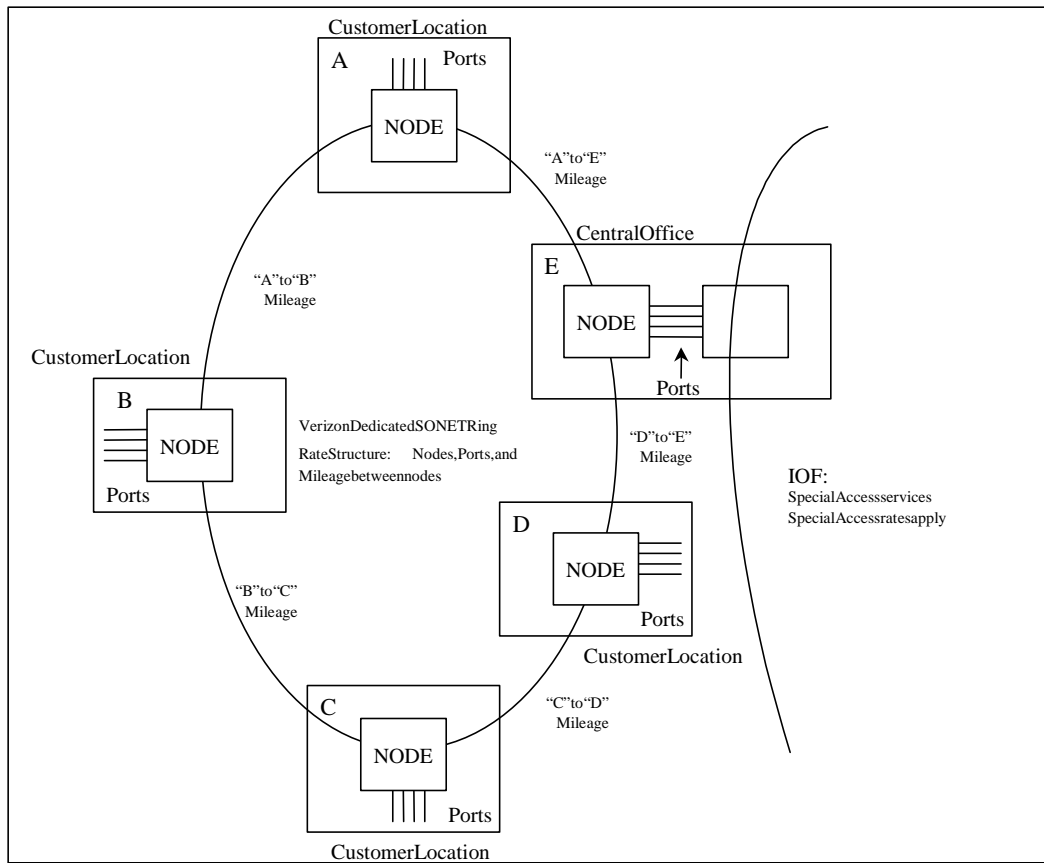 CustomerLocation
A
Ports
NODE
“A”to“E”
Mileage
CentralOffice
E
NODE
Ports
“A”to“B”
Mileage
CustomerLocation
B
NODE
Ports
VerizonDedicatedSONETRing
RateStructure: Nodes,Ports,and
Mileagebetweennodes
“D”to“E”
Mileage
IOF:
SpecialAccessservices
SpecialAccessratesapply
D
NODE
Ports
CustomerLocation
“B”to“C”
Mileage
“C”to“D”
Mileage
C
NODE
Ports
CustomerLocation